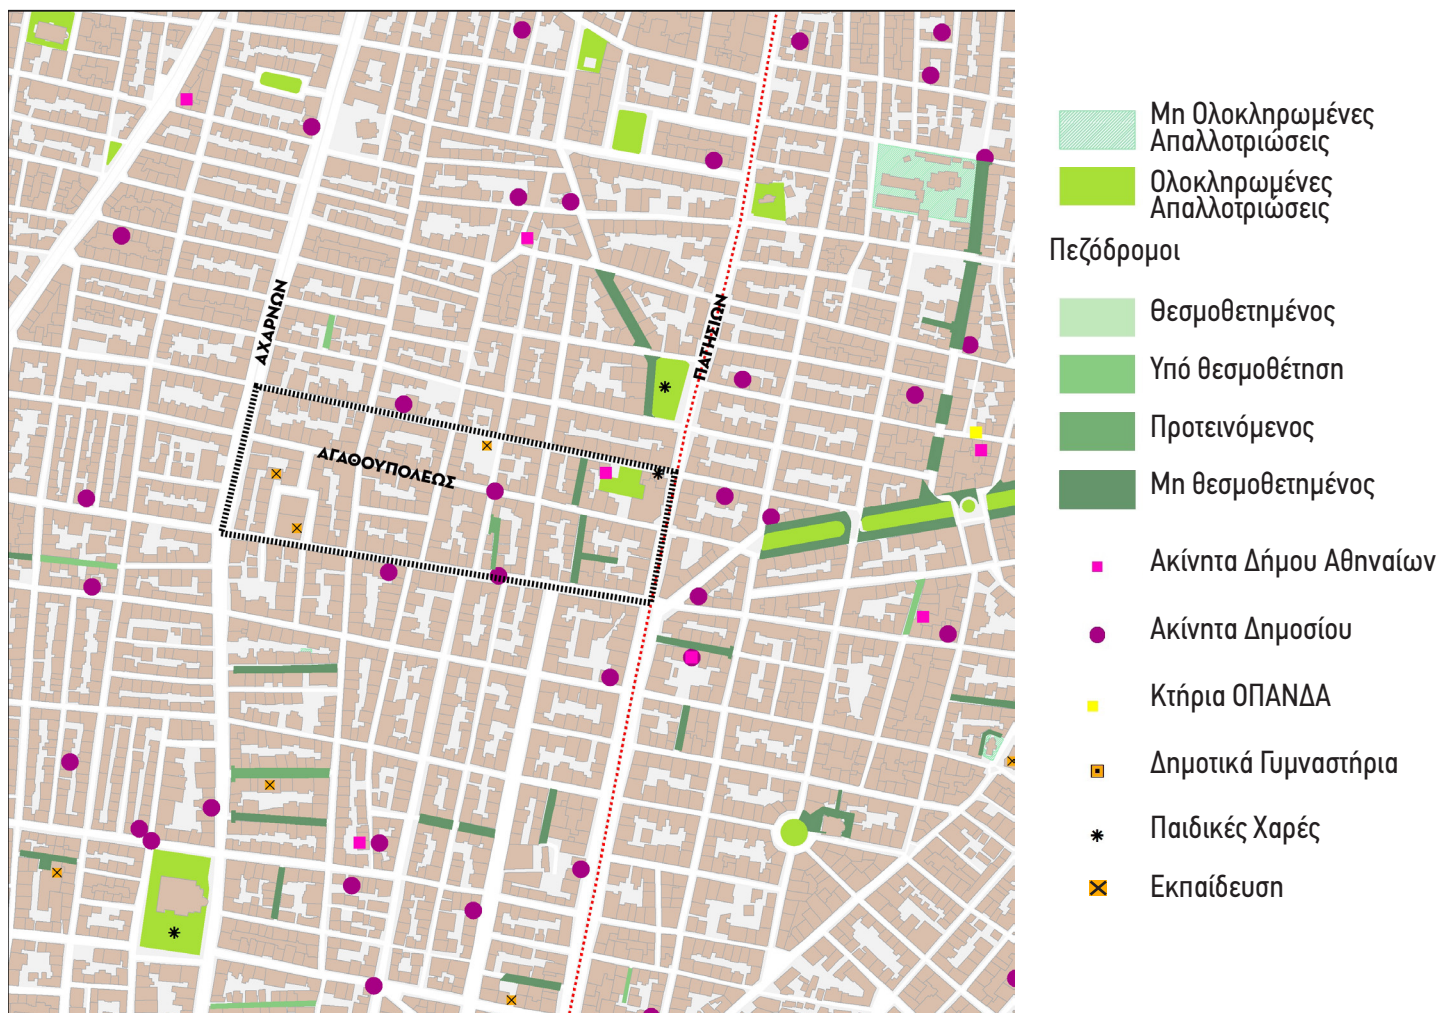 ΑΧΑΡΝΩΝ
ΠΑΤΗΣΙΩΝ
ΑΓΑΘΟΥΠΟΛΕΩΣ
Μη Ολοκληρωμένες
Απαλλοτριώσεις
Ολοκληρωμένες
Απαλλοτριώσεις
Πεζόδρομοι
Θεσμοθετημένος
Υπό θεσμοθέτηση
Προτεινόμενος
Μη θεσμοθετημένος
Ακίνητα Δήμου Αθηναίων
Ακίνητα Δημοσίου
Κτήρια ΟΠΑΝΔΑ
Δημοτικά Γυμναστήρια
Παιδικές Χαρές
Εκπαίδευση